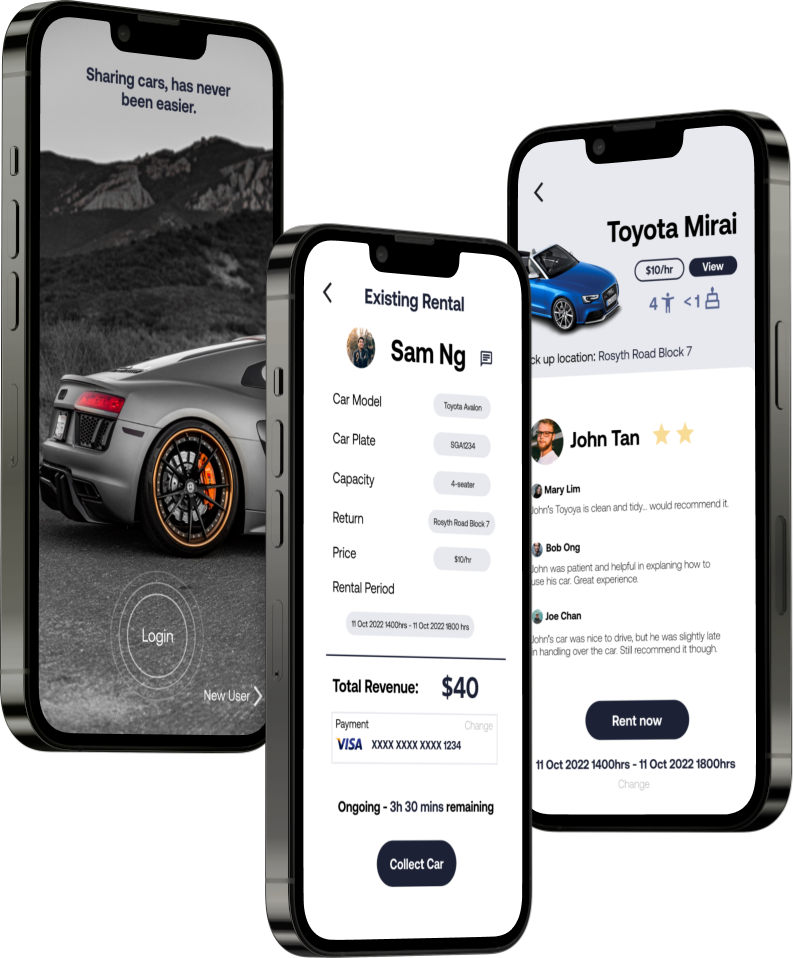 Sharing cars, has never
been easier.
Login
New User
Existing Rental
Sam Ng
Car Model
Toyota Avalon
Car Plate
SGA1234
Capacity
4-seater
Return
Rosyth Road Block 7
Price
$10/hr
Rental Period
11 Oct 2022 1400hrs - 11 Oct 2022 1800 hrs
Total Revenue: $40
Payment
Change
VISA XXXX XXXX XXXX 1234
Ongoing - 3h 30 mins remaining
Collect Car
Toyota Mirai
$10/hr
View
4 <1
ck up location: Rosyth Road Block 7
John Tan
Mary Lim
John's Toyoya is clean and tidy... would recommend it.
Bob Ong
John was patient and helpful in explaning how to
use his car. Great experience.
Joe Chan
John's car was nice to drive, but he was slightly late
in handling over the car. Still recommend it though.
Rent now
11 Oct 2022 1400hrs - 11 Oct 2022 1800hrs
Change